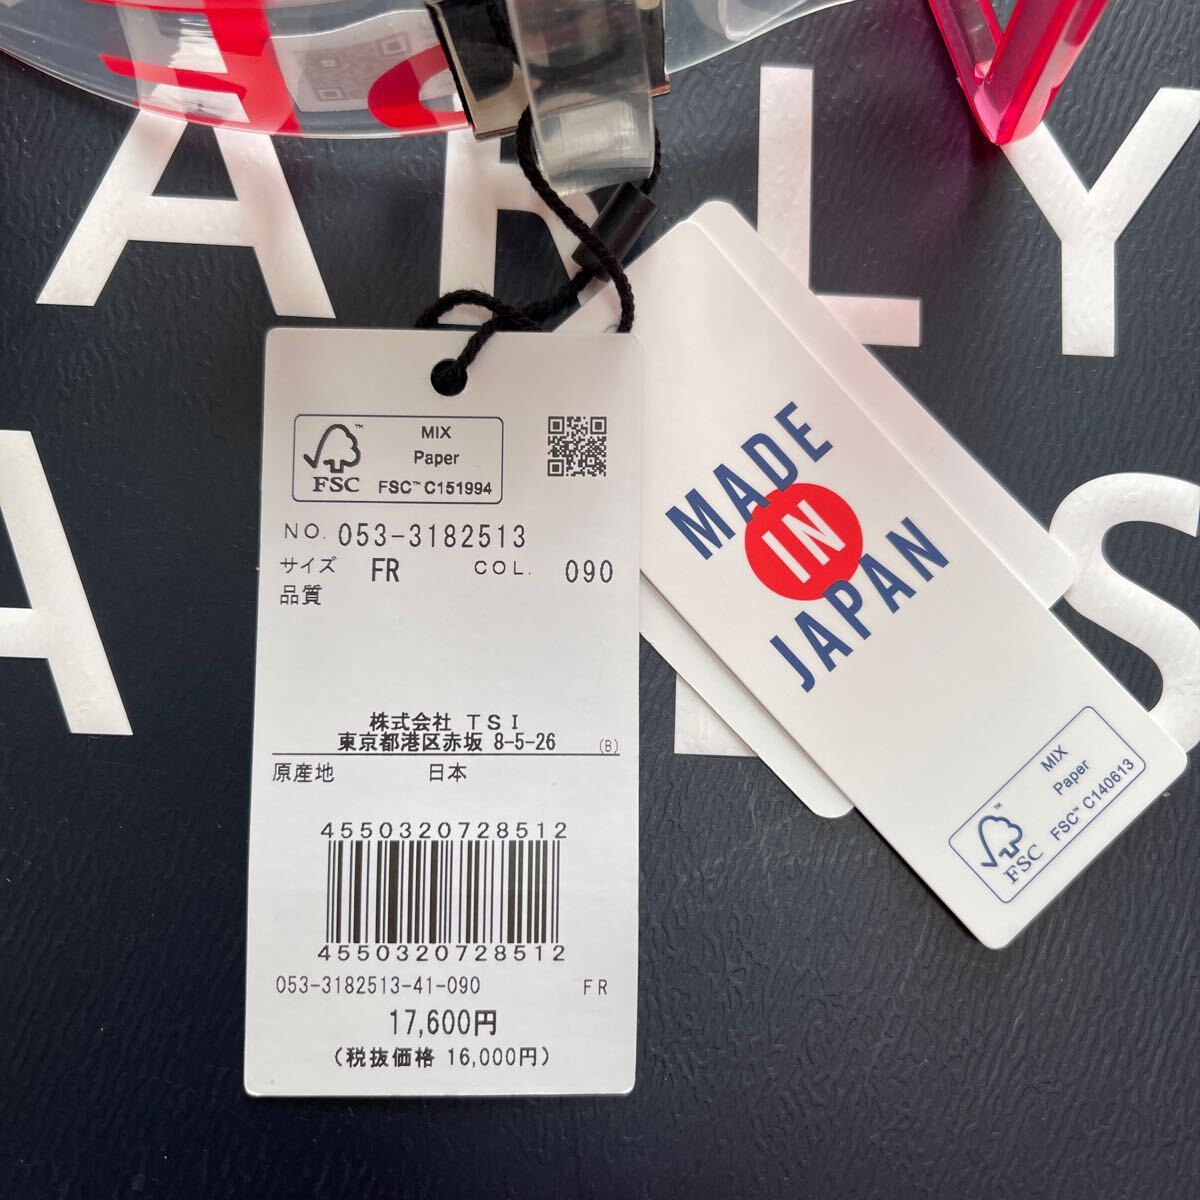 ARLY
A
S
MIX
Paper
FSC™ C151994
FSC
NO. 053-3182513
サイズ FR COL. 090
品質
株式会社 TSI
東京都港区赤坂 8-5-26 (B)
原産地 日本
4550320728512
4550320728512
053-3182513-41-090 FR
17,600円
(税抜価格 16,000円)
MADE
IN
JAPAN
MIX
Paper
FSC™ C140613
FSC